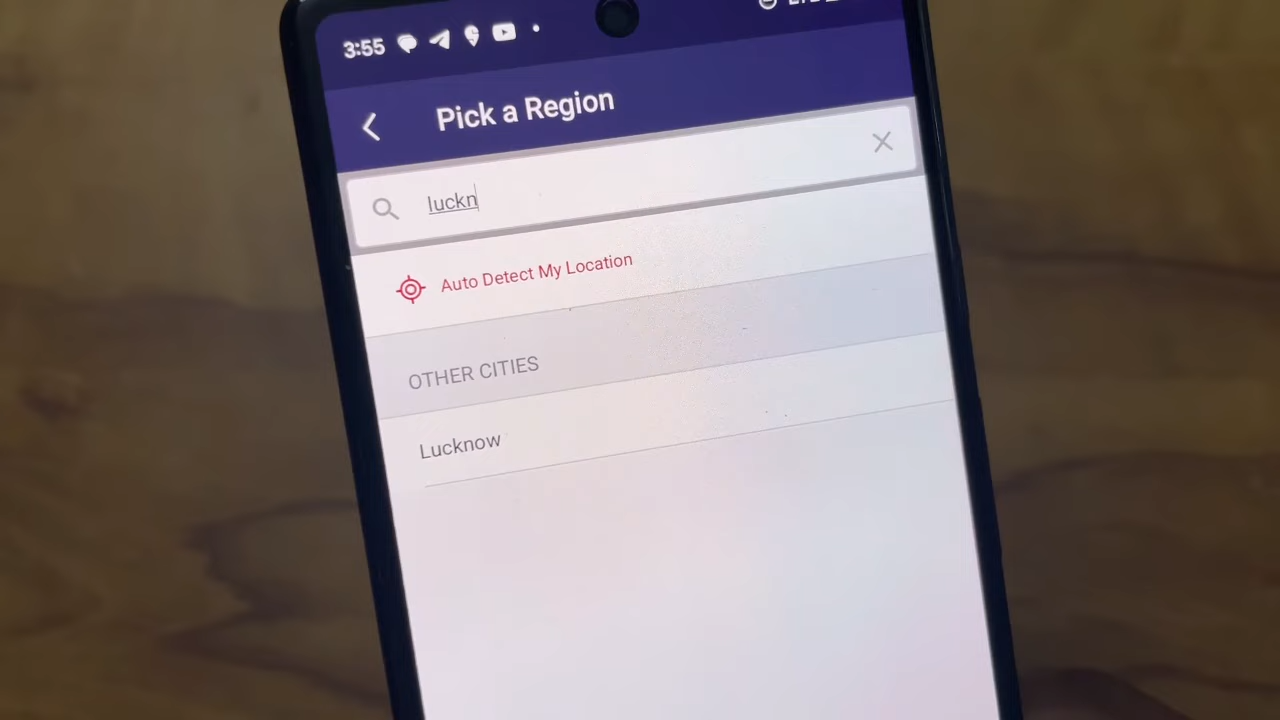 3:55
Pick a Region
luckn
Auto Detect My Location
OTHER CITIES
Lucknow